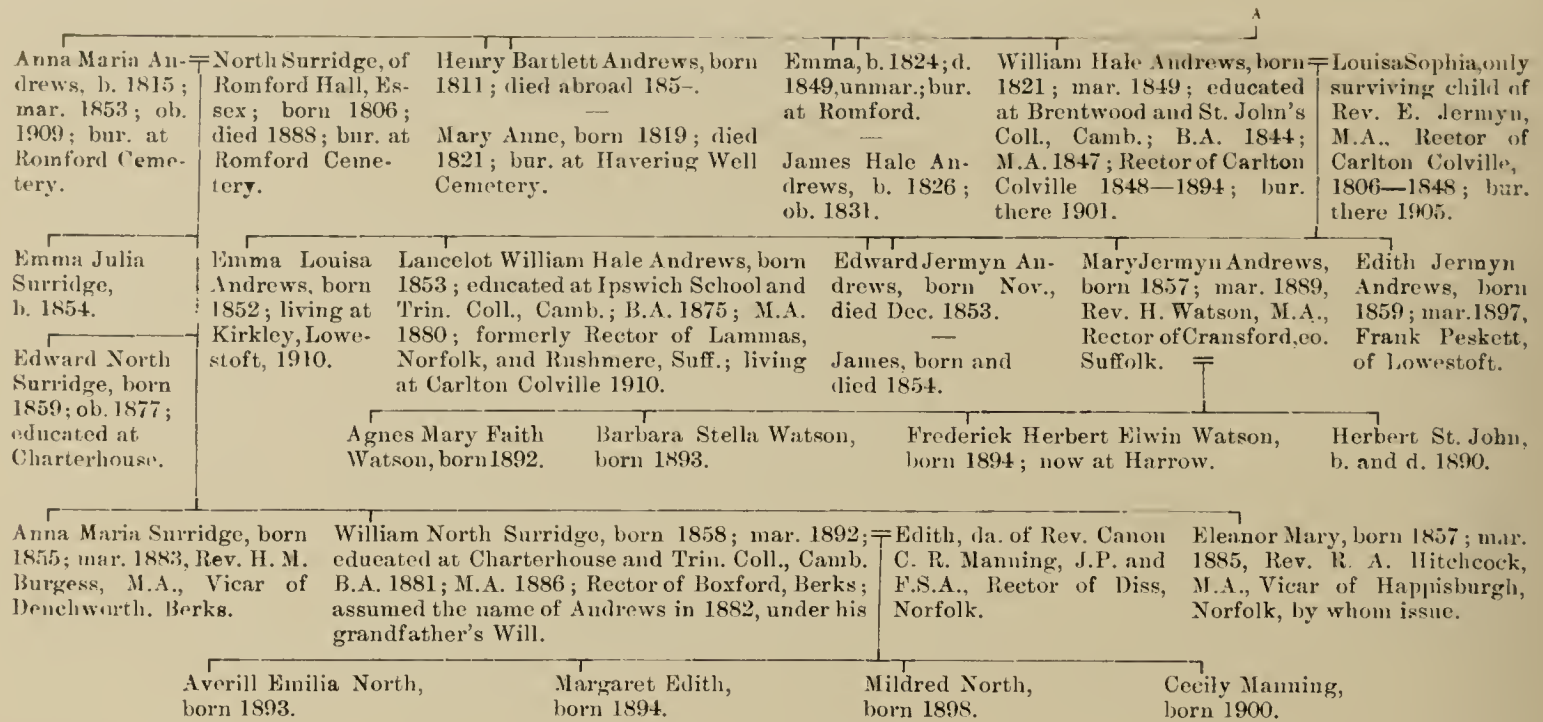 A
Anna Maria An-
drews, b. 1815;
mar. 1853; ob.
1909; bur. at
Romford Ceme-
tery.
North Surridge, of
Romford Hall, Es-
sex; born 1806;
died 1888; bur. at
Romford Ceme-
tery.
Henry Bartlett Andrews, born
1811; died abroad 185-.
—
Mary Anne, born 1819; died
1821; bur. at Havering Well
Cemetery.
Emma, b. 1824; d.
1849, unmar.; bur.
at Romford.
—
James Hale An-
drews, b. 1826;
ob. 1831.
William Hale Andrews, born
1821; mar. 1849; educated
at Brentwood and St. John's
Coll., Camb.; B.A. 1844;
M.A. 1847; Rector of Carlton
Colville 1848—1894; bur.
there 1901.
Louisa Sophia, only
surviving child of
Rev. E. Jermyn,
M.A., Rector of
Carlton Colville,
1806—1848; bur.
there 1905.
Emma Julia
Surridge,
b. 1854.
Edward North
Surridge, born
1859; ob. 1877;
educated at
Charterhouse.
Emma Louisa
Andrews, born
1852; living at
Kirkley, Lowe-
stoft, 1910.
Lancelot William Hale Andrews, born
1853; educated at Ipswich School and
Trin. Coll., Camb.; B.A. 1875; M.A.
1880; formerly Rector of Lammas,
Norfolk, and Rushmere, Suff.; living
at Carlton Colville 1910.
Edward Jermyn An-
drews, born Nov.,
died Dec. 1853.
—
James, born and
died 1854.
Mary Jermyn Andrews,
born 1857; mar. 1889,
Rev. H. Watson, M.A.,
Rector of Cransford, co.
Suffolk.
Edith Jermyn
Andrews, born
1859; mar. 1897,
Frank Peskett,
of Lowestoft.
Agnes Mary Faith
Watson, born 1892.
Barbara Stella Watson,
born 1893.
Frederick Herbert Elwin Watson,
born 1894; now at Harrow.
Herbert St. John,
b. and d. 1890.
Anna Maria Surridge, born
1855; mar. 1883, Rev. H. M.
Burgess, M.A., Vicar of
Denchworth. Berks.
William North Surridge, born 1858; mar. 1892;
educated at Charterhouse and Trin. Coll., Camb.
B.A. 1881; M.A. 1886; Rector of Boxford, Berks;
assumed the name of Andrews in 1882, under his
grandfather's Will.
Edith, da. of Rev. Canon
C. R. Manning, J.P. and
F.S.A., Rector of Diss,
Norfolk.
Eleanor Mary, born 1857; mar.
1885, Rev. R. A. Hitchcock,
M.A., Vicar of Happisburgh,
Norfolk, by whom issue.
Averill Emilia North,
born 1893.
Margaret Edith,
born 1894.
Mildred North,
born 1898.
Cecily Manning,
born 1900.